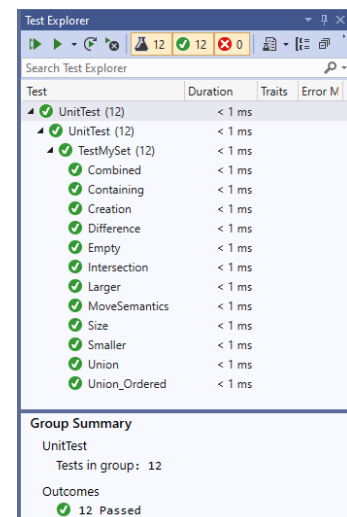 Test Explorer
12 12 0
Search Test Explorer
Test Duration Traits Error M
UnitTest (12) < 1 ms
UnitTest (12) < 1 ms
TestMySet (12) < 1 ms
Combined < 1 ms
Containing < 1 ms
Creation < 1 ms
Difference < 1 ms
Empty < 1 ms
Intersection < 1 ms
Larger < 1 ms
MoveSemantics < 1 ms
Size < 1 ms
Smaller < 1 ms
Union < 1 ms
Union_Ordered < 1 ms
Group Summary
UnitTest
Tests in group: 12
Outcomes
12 Passed